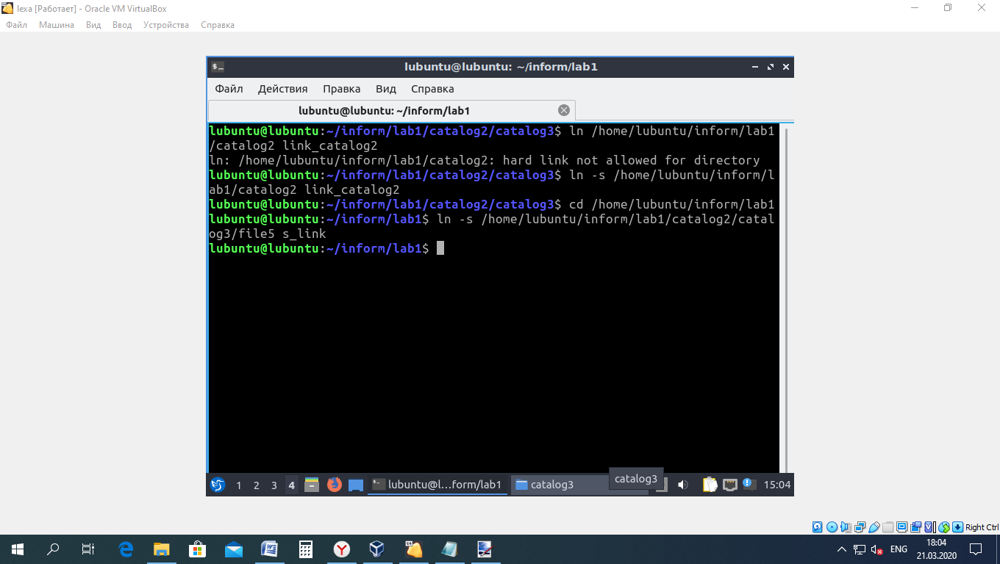 lexa [Работает] - Oracle VM VirtualBox
Файл Машина Вид Ввод Устройства Справка
lubuntu@lubuntu: ~/inform/lab1
Файл Действия Правка Вид Справка
lubuntu@lubuntu: ~/inform/lab1
lubuntu@lubuntu:~/inform/lab1/catalog2/catalog3$ ln /home/lubuntu/inform/lab1
/catalog2 link_catalog2
ln: /home/lubuntu/inform/lab1/catalog2: hard link not allowed for directory
lubuntu@lubuntu:~/inform/lab1/catalog2/catalog3$ ln -s /home/lubuntu/inform/l
ab1/catalog2 link_catalog2
lubuntu@lubuntu:~/inform/lab1/catalog2/catalog3$ cd /home/lubuntu/inform/lab1
lubuntu@lubuntu:~/inform/lab1$ ln -s /home/lubuntu/inform/lab1/catalog2/catal
og3/file5 s_link
lubuntu@lubuntu:~/inform/lab1$
catalog3
1 2 3 4 lubuntu@l...form/lab1 catalog3 15:04
Right Ctrl
ENG 18:04
21.03.2020